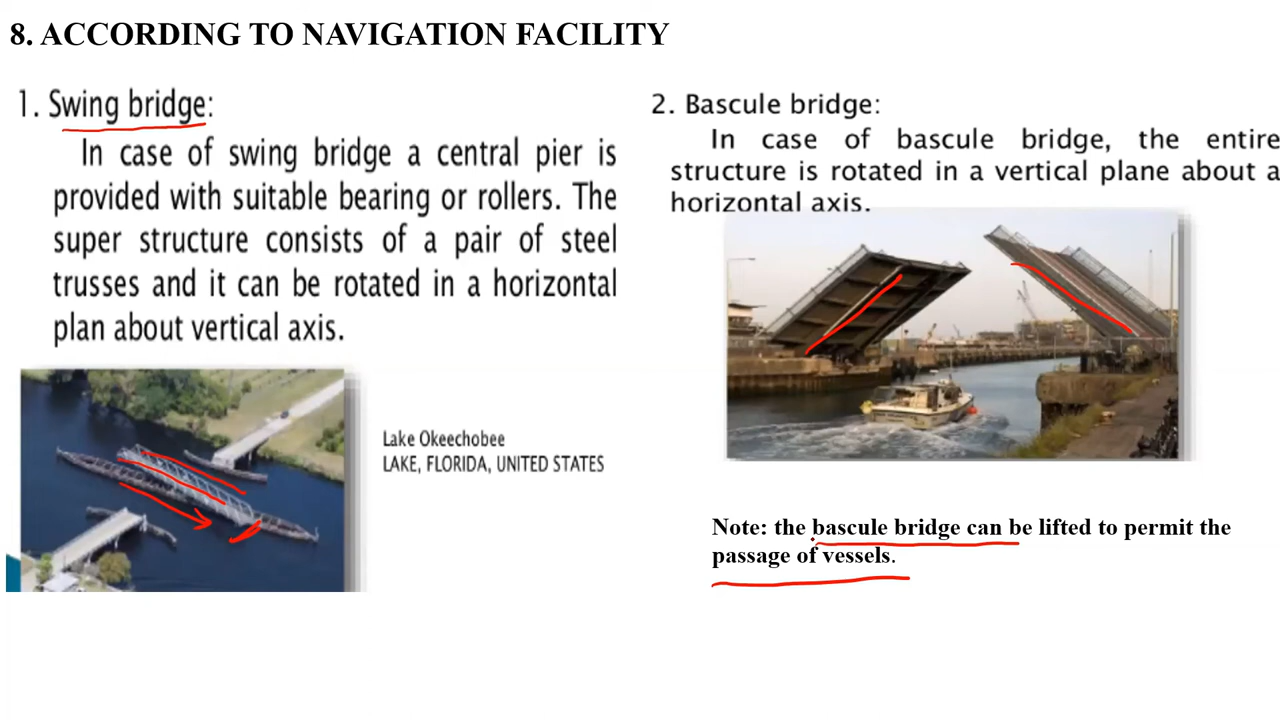 8. ACCORDING TO NAVIGATION FACILITY
1. Swing bridge:
In case of swing bridge a central pier is
provided with suitable bearing or rollers. The
super structure consists of a pair of steel
trusses and it can be rotated in a horizontal
plan about vertical axis.
Lake Okeechobee
LAKE, FLORIDA, UNITED STATES
2. Bascule bridge:
In case of bascule bridge, the entire
structure is rotated in a vertical plane about a
horizontal axis.
Note: the bascule bridge can be lifted to permit the
passage of vessels.